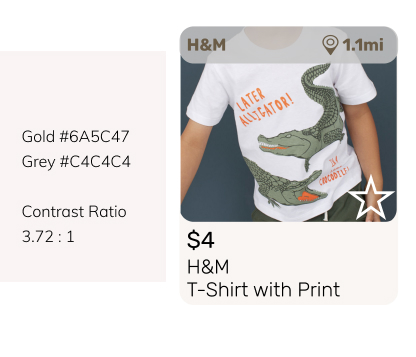 Gold #6A5C47
Grey #C4C4C4
Contrast Ratio
3.72 : 1
H&M
1.1mi
LATER
ALLIGATOR!
IN A
CROCODILE!
$4
H&M
T-Shirt with Print